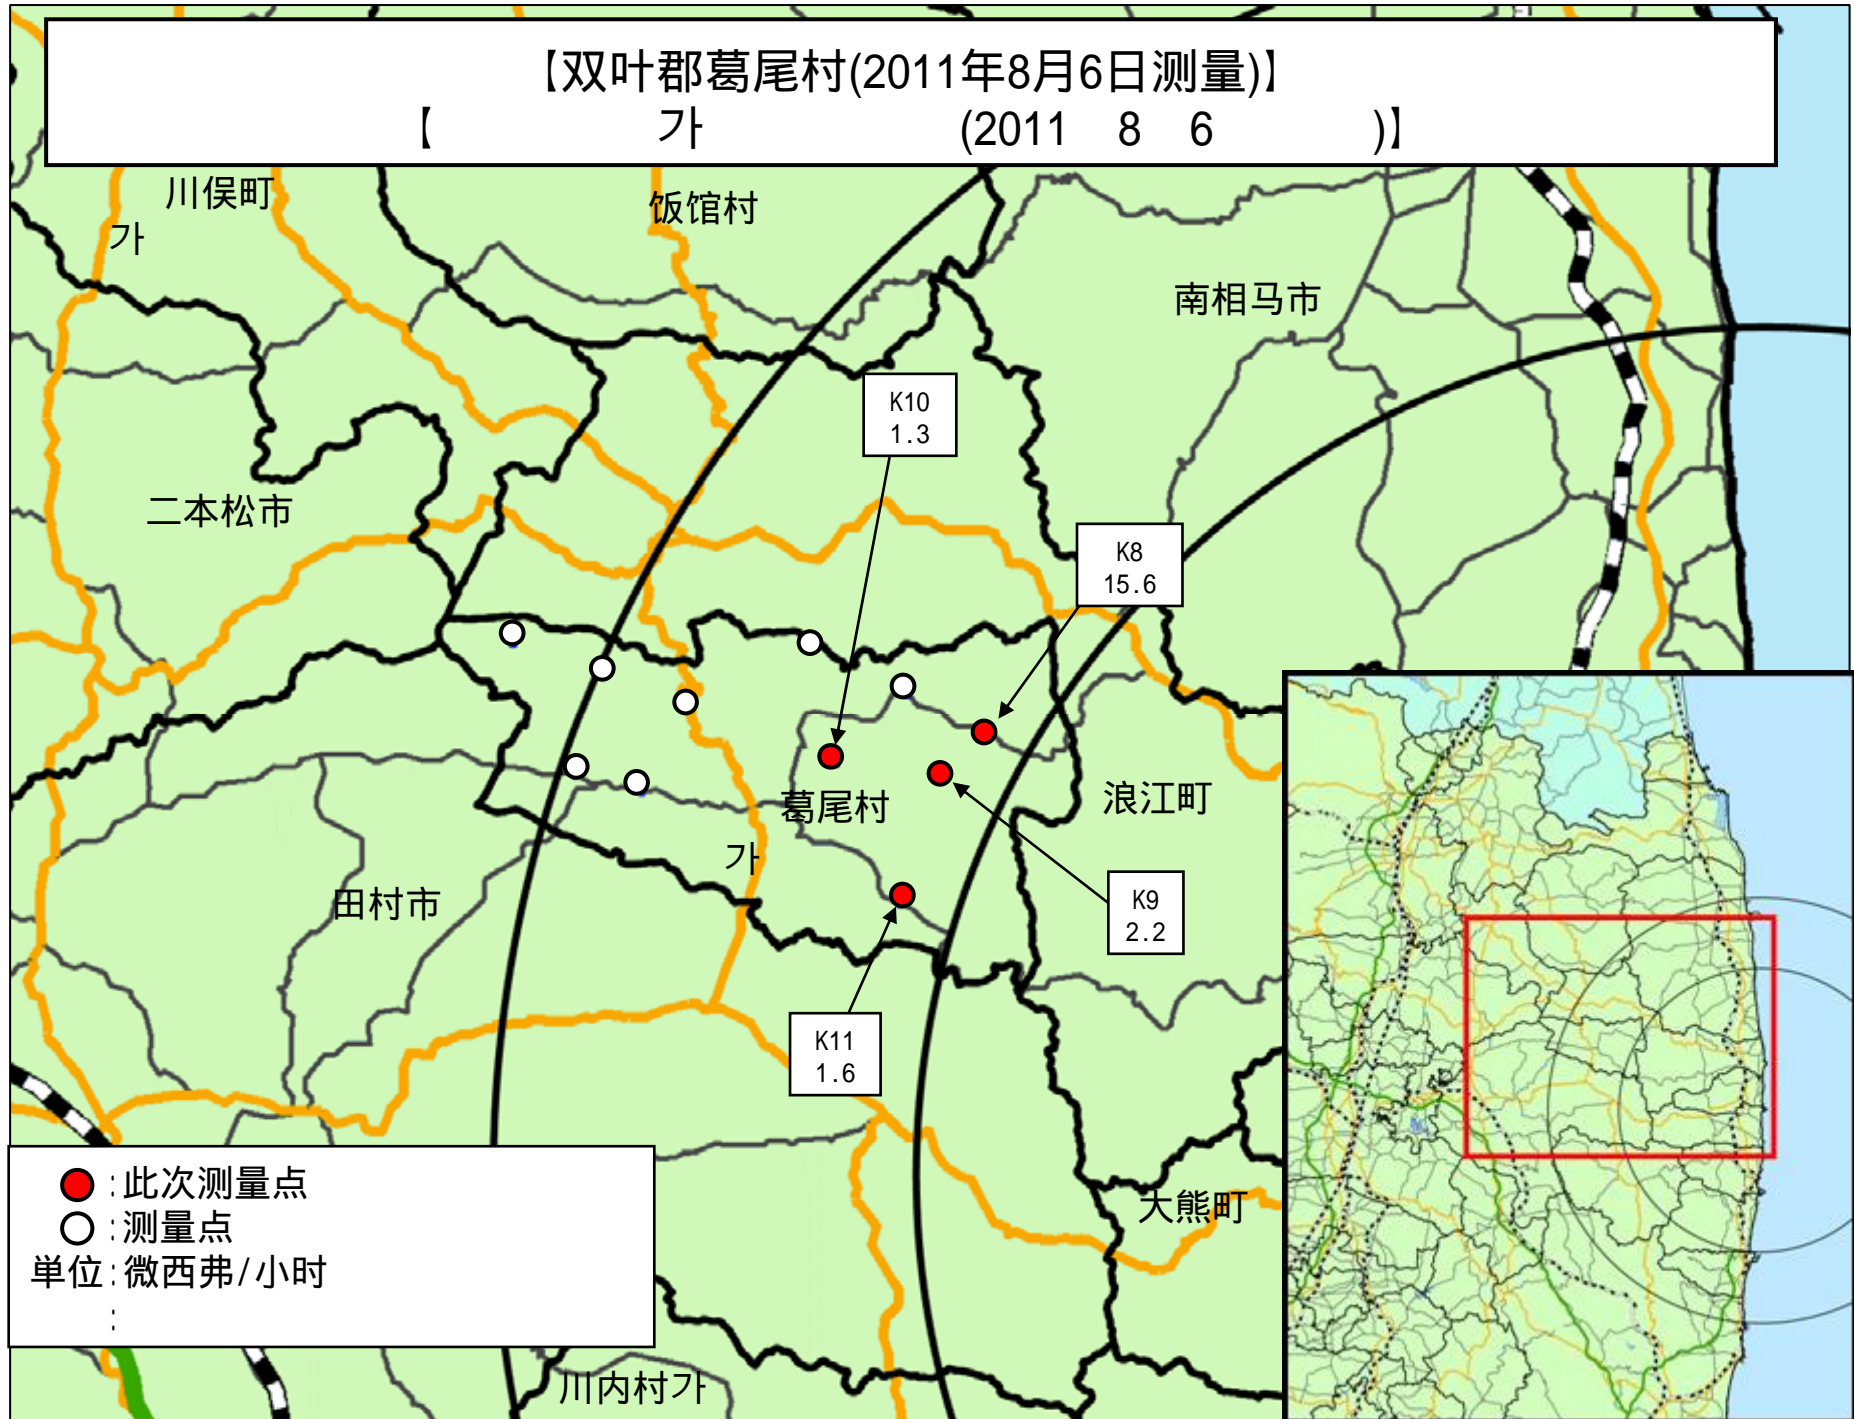 【双叶郡葛尾村(2011年8月6日测量)】
【 가 (2011 8 6 )】
川俣町
饭馆村
가
南相马市
K10
1.3
二本松市
K8
15.6
浪江町
葛尾村
가
田村市
K9
2.2
K11
1.6
大熊町
:此次测量点
:测量点
単位:微西弗/小时
:
川内村가